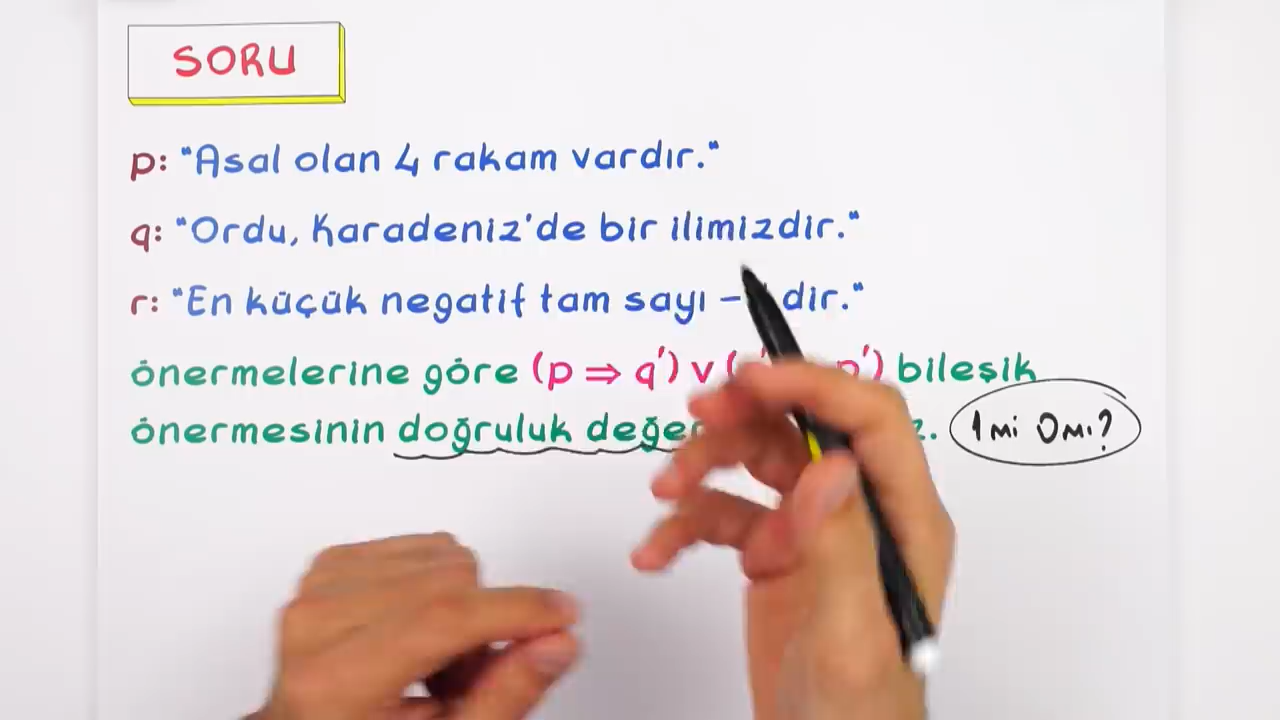 SORU
p: "Asal olan 4 rakam vardır."
q: "Ordu, Karadeniz'de bir ilimizdir."
r: "En küçük negatif tam sayı - dir."
önermelerine göre (p ⇒ q') v ( p') bileşik
önermesinin doğruluk 1 mi 0 mı?